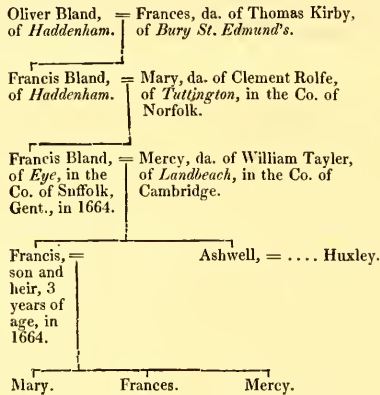 Oliver Bland, = Frances, da. of Thomas Kirby,
of Haddenham. of Bury St. Edmund's.
Francis Bland, = Mary, da. of Clement Rolfe,
of Haddenham. of Tuttington, in the Co. of
Norfolk.
Francis Bland, = Mercy, da. of William Tayler,
of Eye, in the of Landbeach, in the Co. of
Co. of Suffolk, Cambridge.
Gent., in 1664.
Francis, = Ashwell, = .... Huxley.
son and
heir, 3
years of
age, in
1664.
Mary. Frances. Mercy.